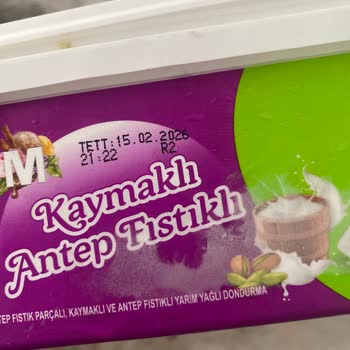 TETT:15.02.2026
21:22 R2
M
Kaymaklı
Antep Fıstıklı
FISTIK PARÇALI, KAYMAKLI VE ANTEP FISTIKLI YARIM YAĞLI DONDURMA